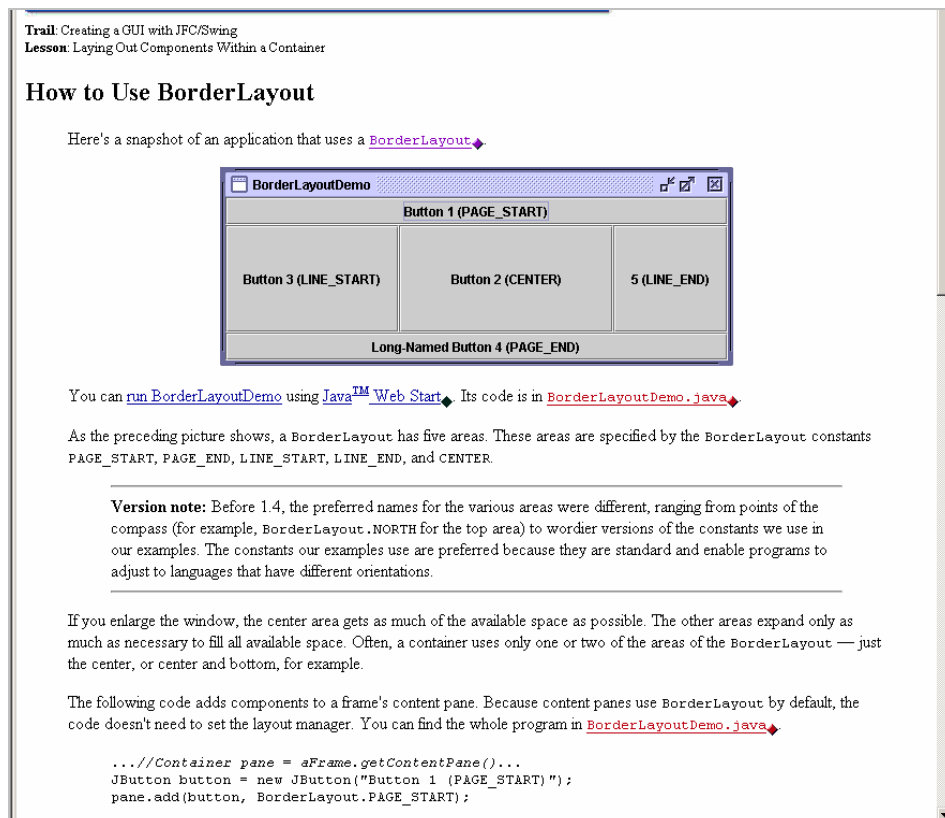 Trail: Creating a GUI with JFC/Swing
Lesson: Laying Out Components Within a Container
How to Use BorderLayout
Here's a snapshot of an application that uses a BorderLayout.
BorderLayoutDemo
Button 1 (PAGE_START)
Button 3 (LINE_START) Button 2 (CENTER) 5 (LINE_END)
Long-Named Button 4 (PAGE_END)
You can run BorderLayoutDemo using Java™ Web Start. Its code is in BorderLayoutDemo.java.
As the preceding picture shows, a BorderLayout has five areas. These areas are specified by the BorderLayout constants
PAGE_START, PAGE_END, LINE_START, LINE_END, and CENTER.
Version note: Before 1.4, the preferred names for the various areas were different, ranging from points of the
compass (for example, BorderLayout.NORTH for the top area) to wordier versions of the constants we use in
our examples. The constants our examples use are preferred because they are standard and enable programs to
adjust to languages that have different orientations.
If you enlarge the window, the center area gets as much of the available space as possible. The other areas expand only as
much as necessary to fill all available space. Often, a container uses only one or two of the areas of the BorderLayout — just
the center, or center and bottom, for example.
The following code adds components to a frame's content pane. Because content panes use BorderLayout by default, the
code doesn't need to set the layout manager. You can find the whole program in BorderLayoutDemo.java.
...//Container pane = aFrame.getContentPane()...
JButton button = new JButton("Button 1 (PAGE_START)");
pane.add(button, BorderLayout.PAGE_START);